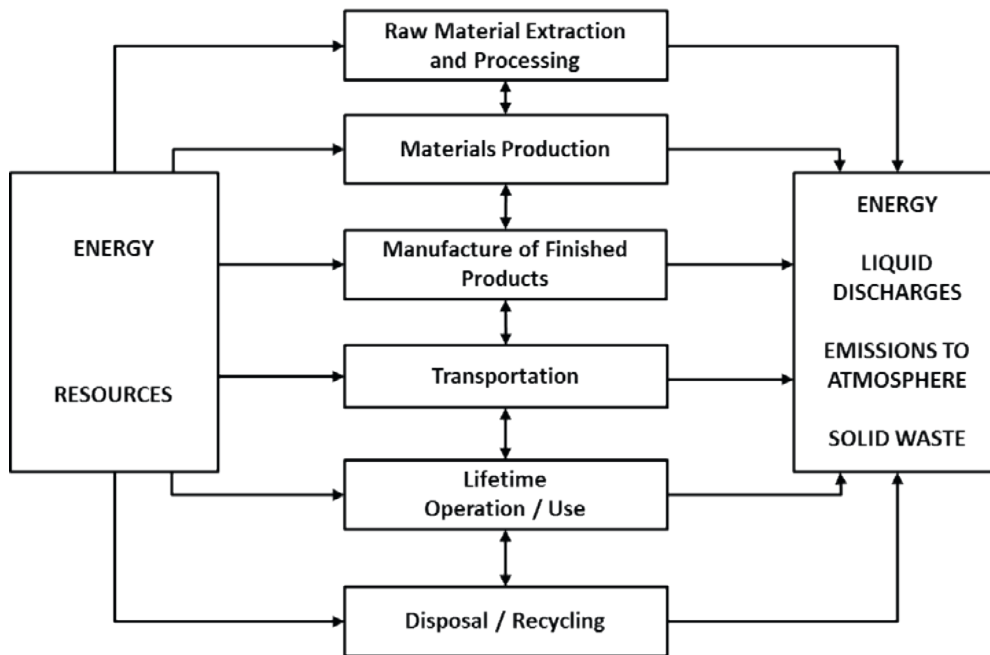 Raw Material Extraction
and Processing
Materials Production
ENERGY
RESOURCES
Manufacture of Finished
Products
Transportation
Lifetime
Operation / Use
Disposal / Recycling
ENERGY
LIQUID
DISCHARGES
EMISSIONS TO
ATMOSPHERE
SOLID WASTE